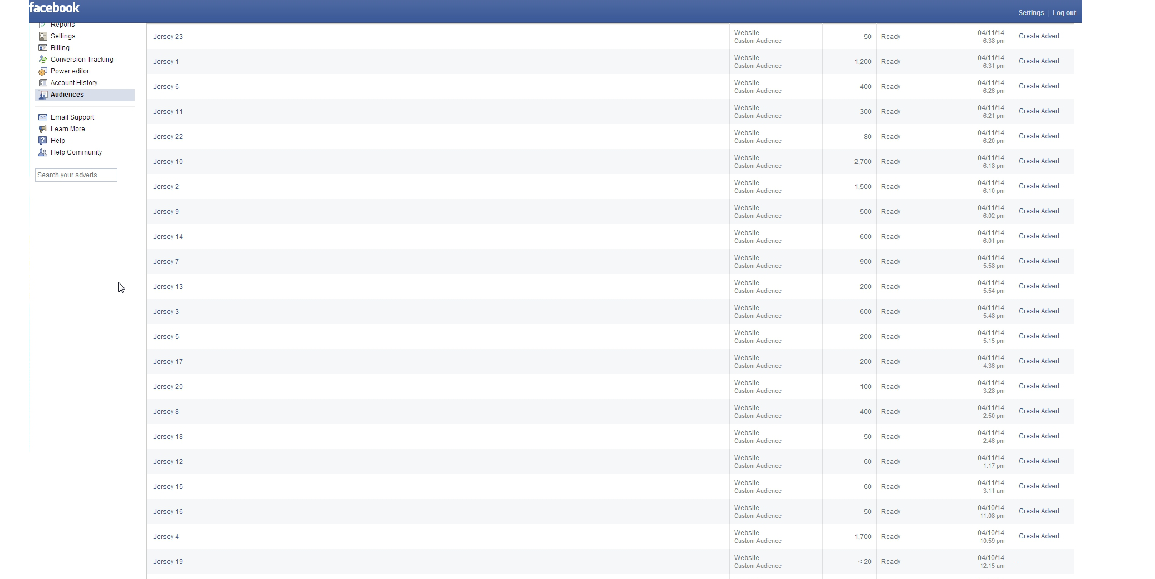 facebook
Settings | Log out
Reports
Settings
Billing
Conversion Tracking
Power editor
Account History
Audiences
Email Support
Learn More
Help
Help Community
Search your adverts
Jersey 23 Website Custom Audience 50 Ready 04/11/14 6:33 pm Create Advert
Jersey 1 Website Custom Audience 1,200 Ready 04/11/14 6:31 pm Create Advert
Jersey 6 Website Custom Audience 400 Ready 04/11/14 6:28 pm Create Advert
Jersey 11 Website Custom Audience 300 Ready 04/11/14 6:21 pm Create Advert
Jersey 22 Website Custom Audience 80 Ready 04/11/14 6:20 pm Create Advert
Jersey 10 Website Custom Audience 2,700 Ready 04/11/14 6:13 pm Create Advert
Jersey 2 Website Custom Audience 1,500 Ready 04/11/14 6:10 pm Create Advert
Jersey 9 Website Custom Audience 500 Ready 04/11/14 6:02 pm Create Advert
Jersey 14 Website Custom Audience 600 Ready 04/11/14 6:01 pm Create Advert
Jersey 7 Website Custom Audience 900 Ready 04/11/14 5:58 pm Create Advert
Jersey 13 Website Custom Audience 200 Ready 04/11/14 5:54 pm Create Advert
Jersey 3 Website Custom Audience 600 Ready 04/11/14 5:48 pm Create Advert
Jersey 5 Website Custom Audience 200 Ready 04/11/14 5:15 pm Create Advert
Jersey 17 Website Custom Audience 200 Ready 04/11/14 4:38 pm Create Advert
Jersey 20 Website Custom Audience 100 Ready 04/11/14 3:28 pm Create Advert
Jersey 8 Website Custom Audience 400 Ready 04/11/14 2:50 pm Create Advert
Jersey 18 Website Custom Audience 50 Ready 04/11/14 2:48 pm Create Advert
Jersey 12 Website Custom Audience 60 Ready 04/11/14 1:17 pm Create Advert
Jersey 15 Website Custom Audience 60 Ready 04/11/14 3:11 am Create Advert
Jersey 16 Website Custom Audience 50 Ready 04/10/14 11:08 pm Create Advert
Jersey 4 Website Custom Audience 1,700 Ready 04/10/14 10:59 pm Create Advert
Jersey 19 Website Custom Audience <20 Ready 04/10/14 12:15 am